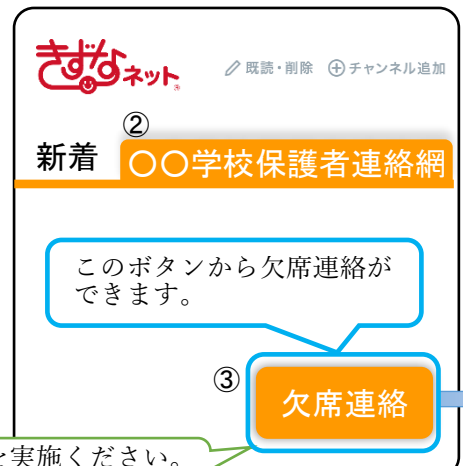 きずなネット
既読・削除 チャンネル追加
②
新着 〇〇学校保護者連絡網
このボタンから欠席連絡が
できます。
③
欠席連絡
実施ください。